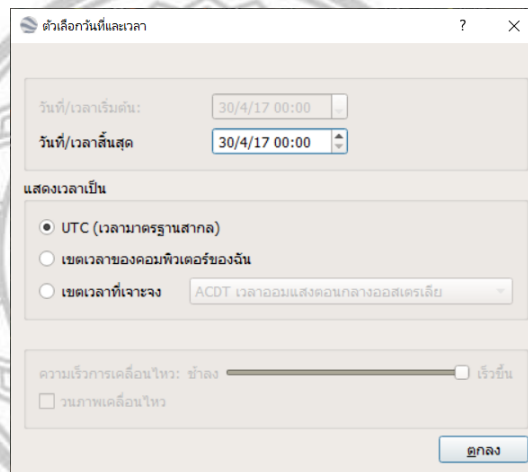 ตัวเลือกวันที่และเวลา
วันที่/เวลาเริ่มต้น: 30/4/17 00:00
วันที่/เวลาสิ้นสุด 30/4/17 00:00
แสดงเวลาเป็น
UTC (เวลามาตรฐานสากล)
เขตเวลาของคอมพิวเตอร์ของฉัน
เขตเวลาที่เจาะจง ACDT เวลาออมแสงตอนกลางออสเตรเลีย
ความเร็วการเคลื่อนไหว: ช้าลง เร็วขึ้น
วนภาพเคลื่อนไหว
ตกลง